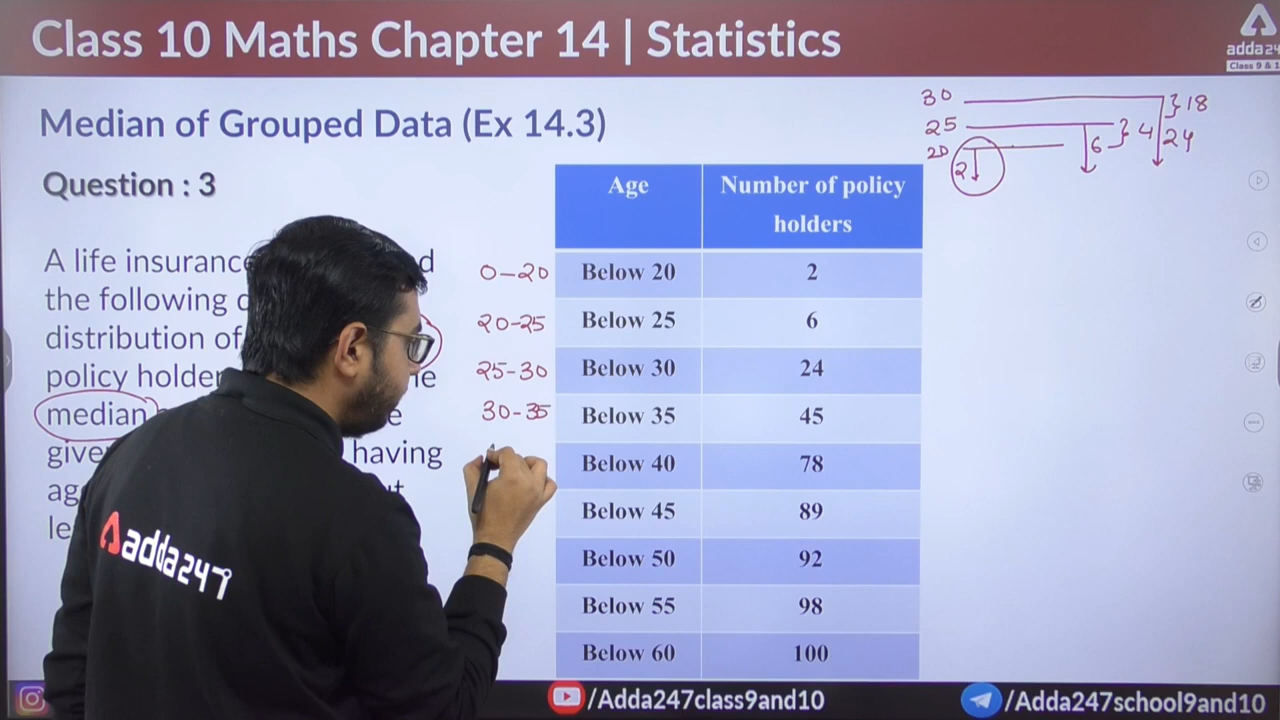 Class 10 Maths Chapter 14 | Statistics
adda24
Class 9 & 1
Median of Grouped Data (Ex 14.3)
Question : 3
A life insurance d
the following
distribution of
policy holder
median
give having
30
25
20
2
6
4
24
18
Age Number of policy holders
0-20 Below 20 2
20-25 Below 25 6
25-30 Below 30 24
30-35 Below 35 45
Below 40 78
Below 45 89
Below 50 92
Below 55 98
Below 60 100
adda247
/Adda247class9and10
/Adda247school9and10